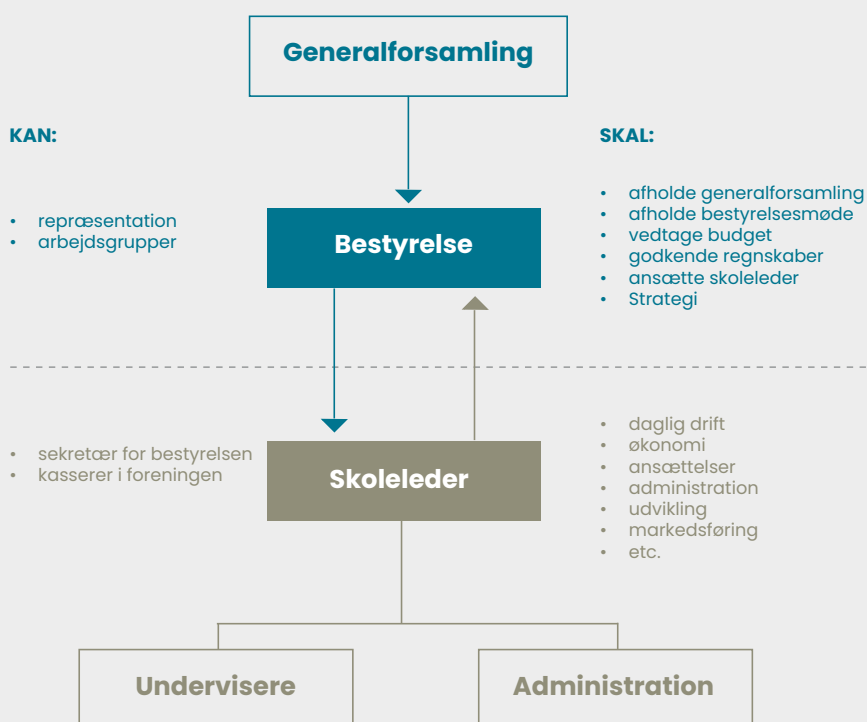 Generalforsamling
KAN:
SKAL:
• repræsentation
• arbejdsgrupper
Bestyrelse
• afholde generalforsamling
• afholde bestyrelsesmøde
• vedtage budget
• godkende regnskaber
• ansætte skoleleder
• Strategi
• sekretær for bestyrelsen
• kasserer i foreningen
Skoleleder
• daglig drift
• økonomi
• ansættelser
• administration
• udvikling
• markedsføring
• etc.
Undervisere
Administration